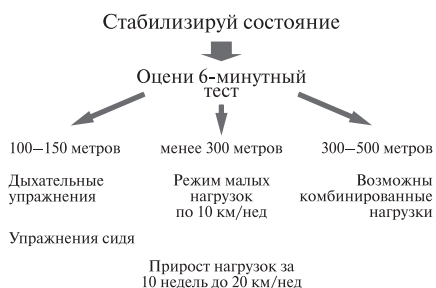 Стабилизируй состояние
Оцени 6-минутный
тест
100–150 метров
Дыхательные
упражнения
Упражнения сидя
менее 300 метров
Режим малых
нагрузок
по 10 км/нед
300–500 метров
Возможны
комбинированные
нагрузки
Прирост нагрузок за
10 недель до 20 км/нед